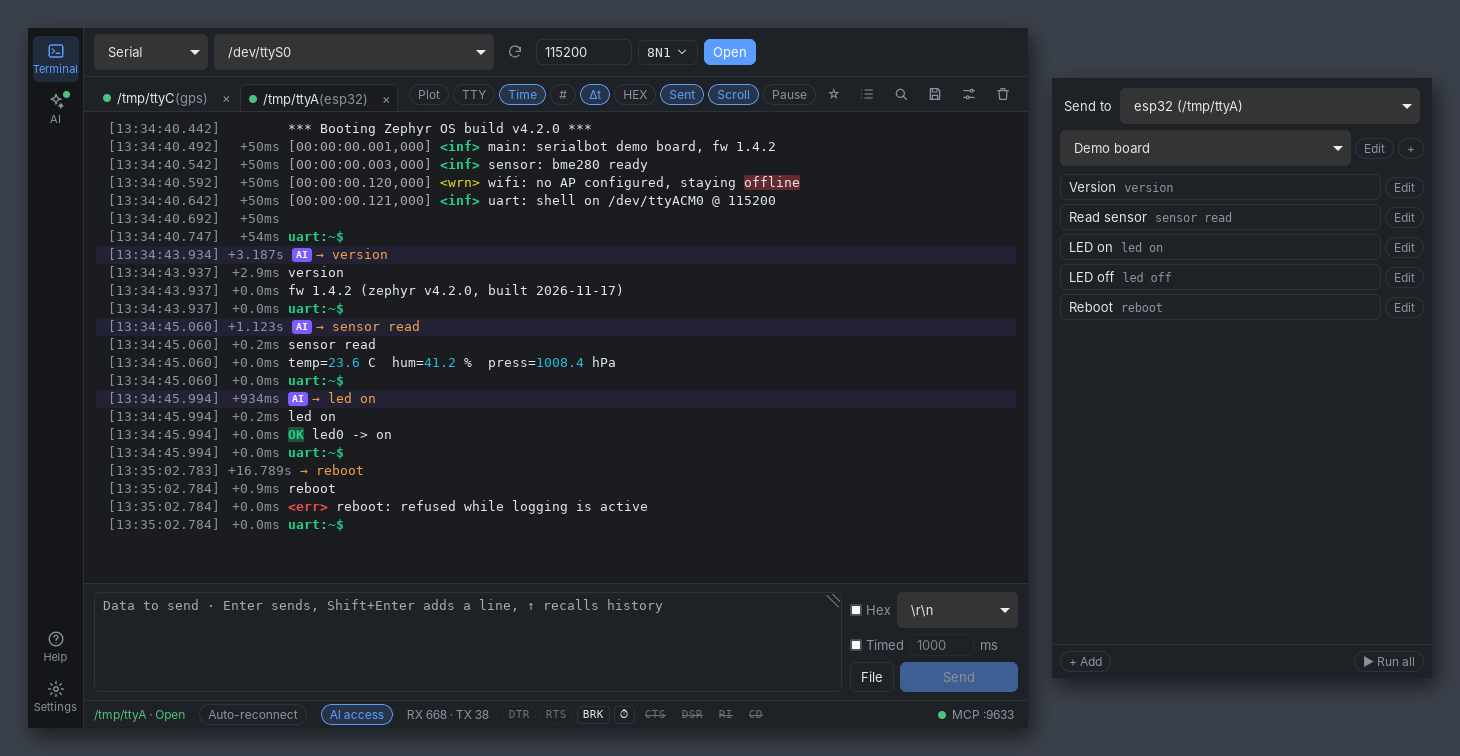 Terminal
AI
Help
Settings
Serial /dev/ttyS0 115200 8N1 Open
/tmp/ttyC(gps) × /tmp/ttyA(esp32) × Plot TTY Time # Δt HEX Sent Scroll Pause
[13:34:40.442] *** Booting Zephyr OS build v4.2.0 ***
[13:34:40.492] +50ms [00:00:00.001,000] <inf> main: serialbot demo board, fw 1.4.2
[13:34:40.542] +50ms [00:00:00.003,000] <inf> sensor: bme280 ready
[13:34:40.592] +50ms [00:00:00.120,000] <wrn> wifi: no AP configured, staying offline
[13:34:40.642] +50ms [00:00:00.121,000] <inf> uart: shell on /dev/ttyACM0 @ 115200
[13:34:40.692] +50ms
[13:34:40.747] +54ms uart:~$
[13:34:43.934] +3.187s AI → version
[13:34:43.937] +2.9ms version
[13:34:43.937] +0.0ms fw 1.4.2 (zephyr v4.2.0, built 2026-11-17)
[13:34:43.937] +0.0ms uart:~$
[13:34:45.060] +1.123s AI → sensor read
[13:34:45.060] +0.2ms sensor read
[13:34:45.060] +0.0ms temp=23.6 C hum=41.2 % press=1008.4 hPa
[13:34:45.060] +0.0ms uart:~$
[13:34:45.994] +934ms AI → led on
[13:34:45.994] +0.2ms led on
[13:34:45.994] +0.0ms OK led0 -> on
[13:34:45.994] +0.0ms uart:~$
[13:35:02.783] +16.789s → reboot
[13:35:02.784] +0.9ms reboot
[13:35:02.784] +0.0ms <err> reboot: refused while logging is active
[13:35:02.784] +0.0ms uart:~$
Data to send · Enter sends, Shift+Enter adds a line, ↑ recalls history
Hex \r\n
Timed 1000 ms
File Send
/tmp/ttyA · Open Auto-reconnect AI access RX 668 · TX 38 DTR RTS BRK CTS DSR RI CD MCP :9633
Send to esp32 (/tmp/ttyA)
Demo board Edit +
Version version Edit
Read sensor sensor read Edit
LED on led on Edit
LED off led off Edit
Reboot reboot Edit
+ Add ▶ Run all